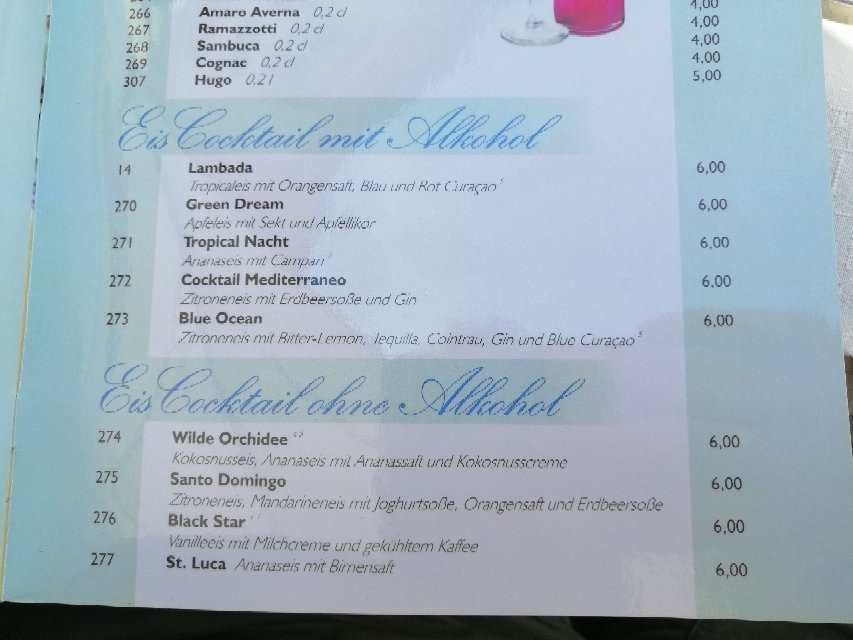 266 Amaro Averna 0,2 cl 4,00
267 Ramazzotti 0,2 cl 4,00
268 Sambuca 0,2 cl 4,00
269 Cognac 0,2 cl 4,00
307 Hugo 0,2 l 5,00
Eis Cocktail mit Alkohol
14 Lambada 6,00
Tropicaleis mit Orangensaft, Blau und Rot Curaçao
270 Green Dream 6,00
Apfeleis mit Sekt und Apfellikör
271 Tropical Nacht 6,00
Ananaseis mit Campari
272 Cocktail Mediterraneo 6,00
Zitroneneis mit Erdbeersoße und Gin
273 Blue Ocean 6,00
Zitroneneis mit Bitter-Lemon, Tequilla, Cointrau, Gin und Blue Curaçao
Eis Cocktail ohne Alkohol
274 Wilde Orchidee 6,00
Kokosnusseis, Ananaseis mit Ananassaft und Kokosnusscreme
275 Santo Domingo 6,00
Zitroneneis, Mandarineneis mit Joghurtsoße, Orangensaft und Erdbeersoße
276 Black Star 6,00
Vanilleeis mit Milchcreme und gekühltem Kaffee
277 St. Luca Ananaseis mit Birnensaft 6,00